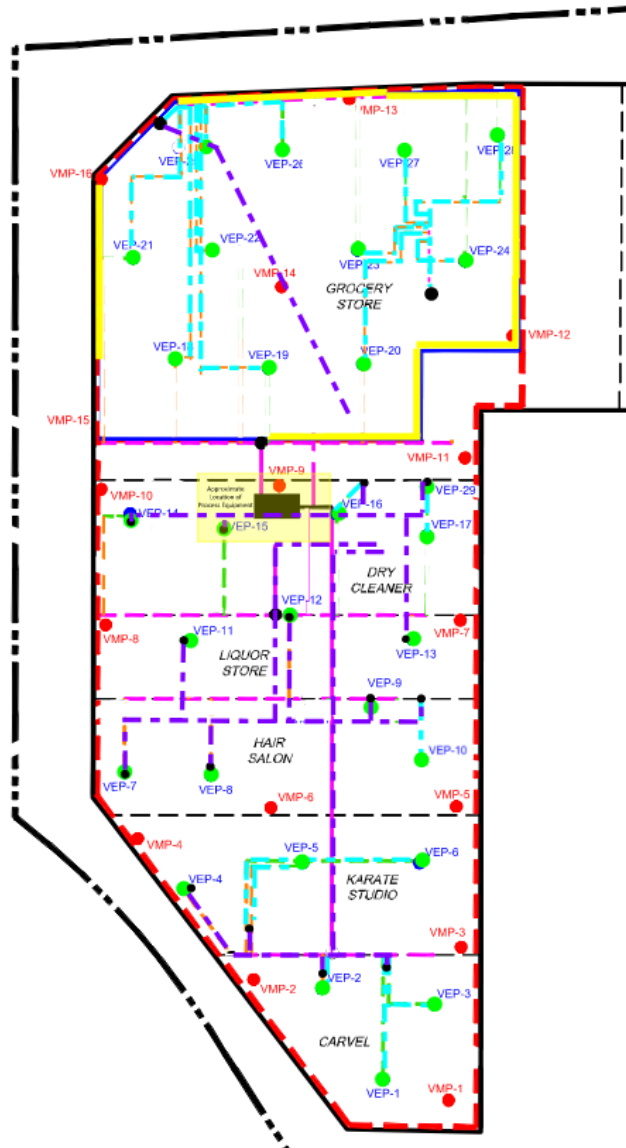 VMP-13
VEP-26
VEP-27
VMP-16
VEP-21
VEP-22
VEP-23
VEP-24
VMP-14
GROCERY
STORE
VMP-12
VEP-19
VEP-20
VMP-15
VMP-11
VMP-9
VMP-10
Approximate
Location of
Process Equipment
VEP-29
VEP-14
VEP-15
VEP-16
VEP-17
DRY
CLEANER
VEP-12
VMP-8
VMP-7
VEP-11
VEP-13
LIQUOR
STORE
VEP-9
HAIR
SALON
VEP-10
VEP-7
VEP-8
VMP-6
VMP-5
VMP-4
VEP-5
VEP-6
VEP-4
KARATE
STUDIO
VMP-3
VMP-2
VEP-2
VEP-3
CARVEL
VEP-1
VMP-1